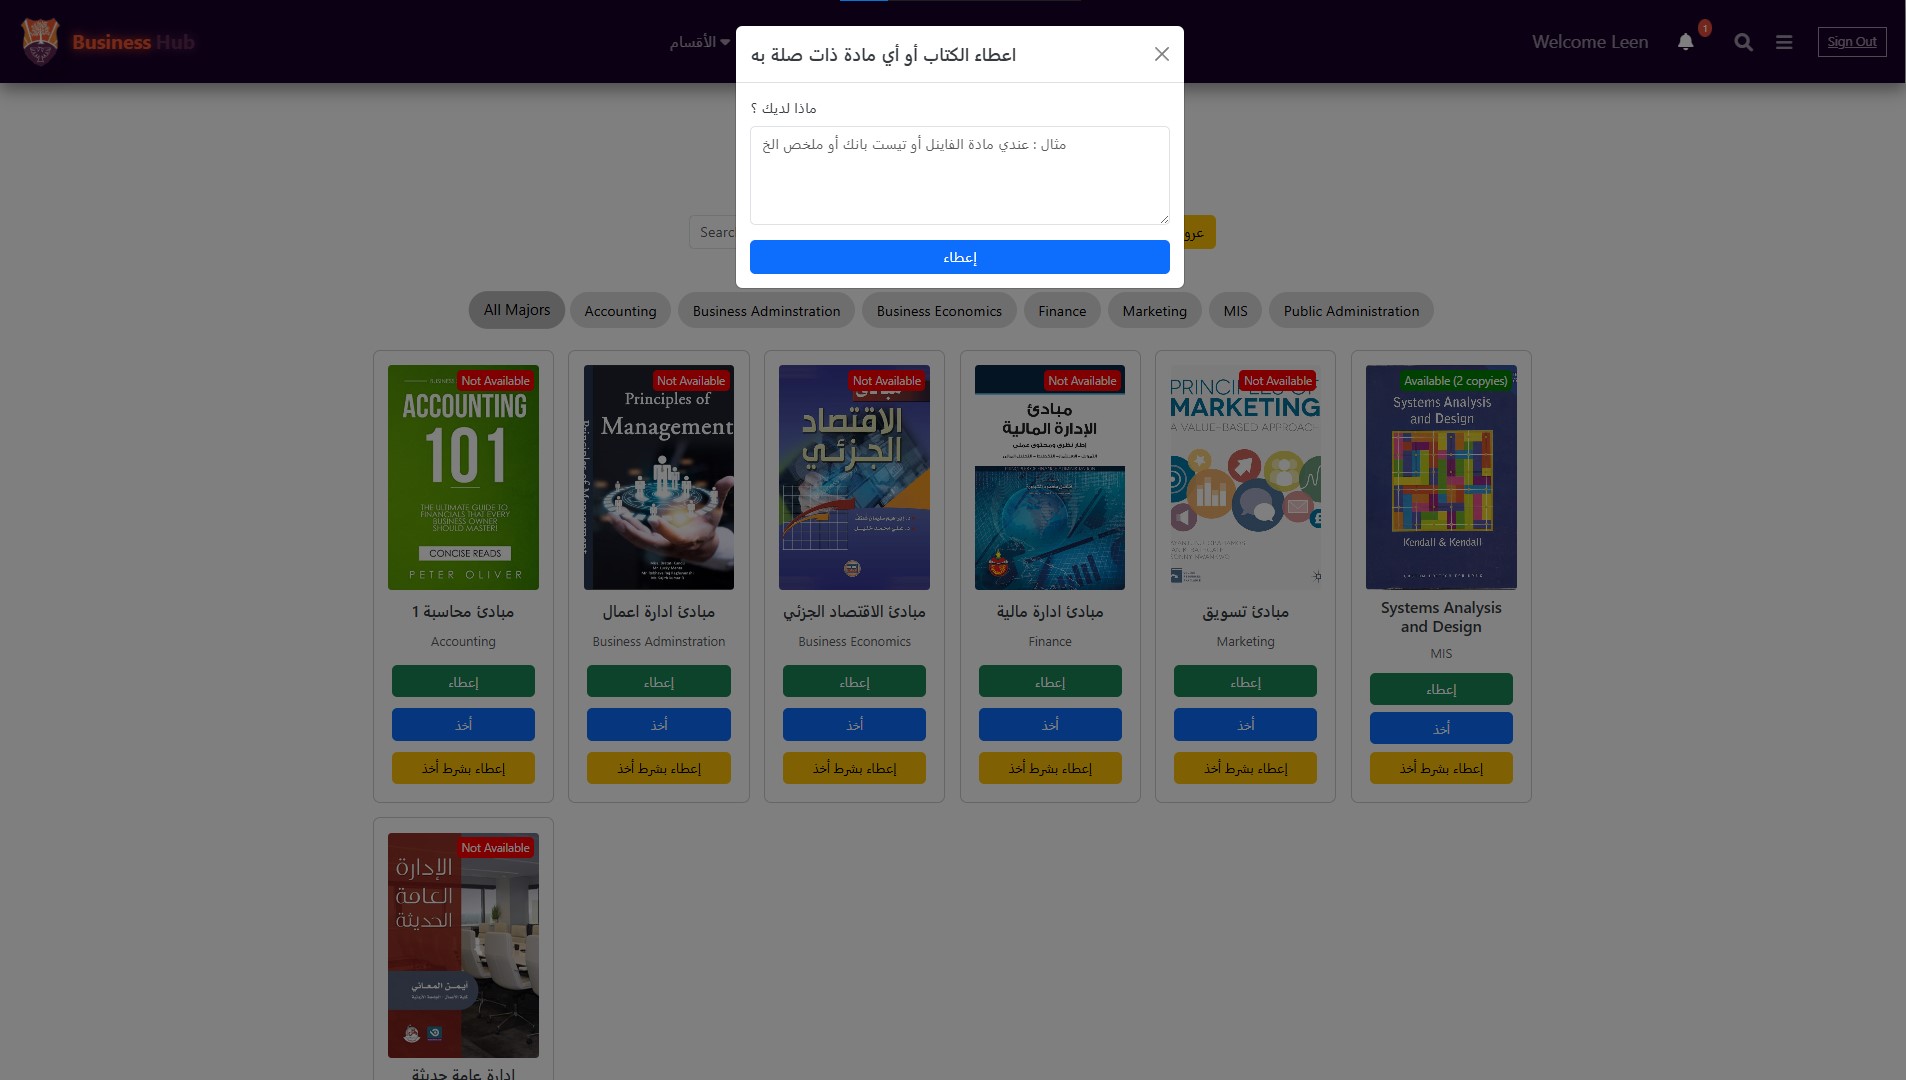 Business Hub
الأقسام
Welcome Leen
1
Sign Out
اعطاء الكتاب أو أي مادة ذات صلة به
ماذا لديك ؟
مثال : عندي مادة الفاينل أو تيست بانك أو ملخص الخ
إعطاء
All Majors
Accounting
Business Adminstration
Business Economics
Finance
Marketing
MIS
Public Administration
Not Available
BUSINESS
ACCOUNTING
101
THE ULTIMATE GUIDE TO
FINANCIALS THAT EVERY
BUSINESS OWNER
SHOULD MASTER!
CONCISE READS
PETER OLIVER
مبادئ محاسبة 1
Accounting
إعطاء
أخذ
إعطاء بشرط أخذ
Not Available
Principles of
Management
مبادئ ادارة اعمال
Business Adminstration
إعطاء
أخذ
إعطاء بشرط أخذ
Not Available
مبادئ
الاقتصاد
الجزئي
مبادئ الاقتصاد الجزئي
Business Economics
إعطاء
أخذ
إعطاء بشرط أخذ
Not Available
مبادئ
الإدارة المالية
مبادئ ادارة مالية
Finance
إعطاء
أخذ
إعطاء بشرط أخذ
Not Available
PRINCIPLES OF
MARKETING
A VALUE-BASED APPROACH
مبادئ تسويق
Marketing
إعطاء
أخذ
إعطاء بشرط أخذ
Available (2 copyies)
Systems Analysis
and Design
Kendall & Kendall
Systems Analysis
and Design
MIS
إعطاء
أخذ
إعطاء بشرط أخذ
Not Available
الإدارة
العامة
الحديثة
أيمن المعاني
ادارة عامة حديثة